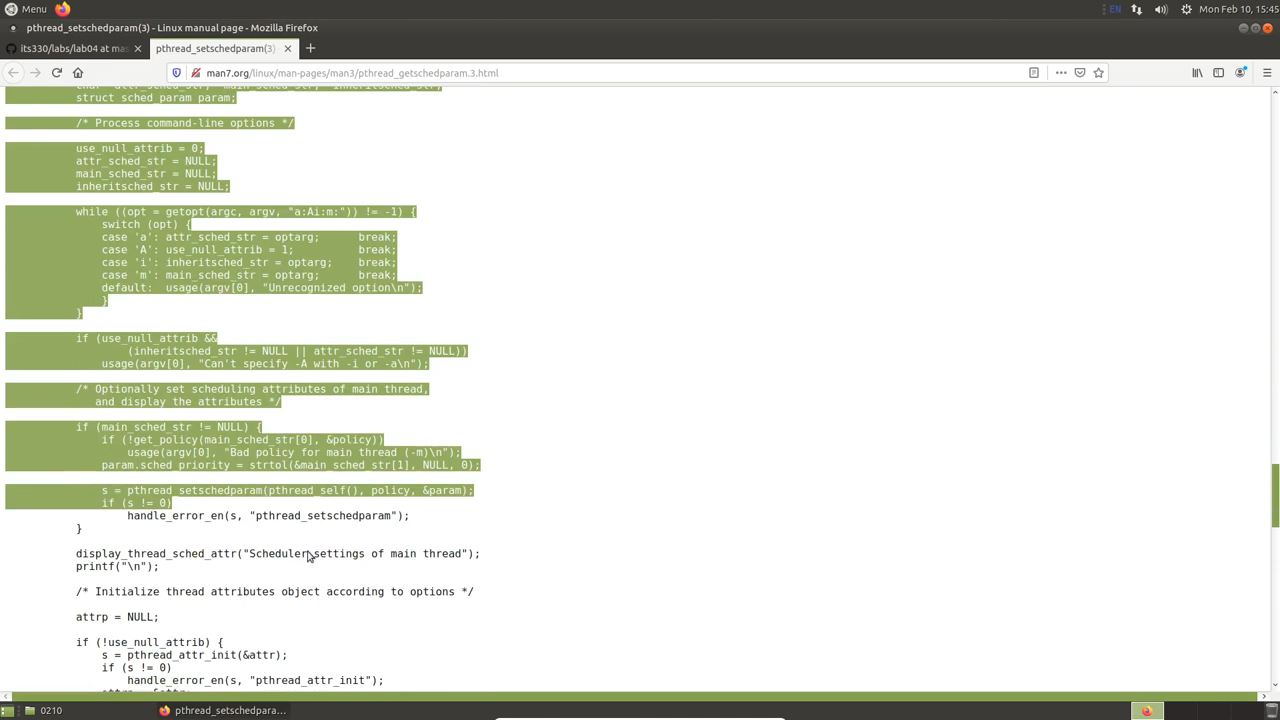 Menu
EN
Mon Feb 10, 15:45
pthread_setschedparam(3) - Linux manual page - Mozilla Firefox
its330/labs/lab04 at mas
pthread_setschedparam(3)
man7.org/linux/man-pages/man3/pthread_getschedparam.3.html
char *attr_sched_str, *main_sched_str, *inheritsched_str;
struct sched_param param;
/* Process command-line options */
use_null_attrib = 0;
attr_sched_str = NULL;
main_sched_str = NULL;
inheritsched_str = NULL;
while ((opt = getopt(argc, argv, "a:Ai:m:")) != -1) {
switch (opt) {
case 'a': attr_sched_str = optarg;      break;
case 'A': use_null_attrib = 1;          break;
case 'i': inheritsched_str = optarg;    break;
case 'm': main_sched_str = optarg;      break;
default:  usage(argv[0], "Unrecognized option\n");
}
}
if (use_null_attrib &&
(inheritsched_str != NULL || attr_sched_str != NULL))
usage(argv[0], "Can't specify -A with -i or -a\n");
/* Optionally set scheduling attributes of main thread,
and display the attributes */
if (main_sched_str != NULL) {
if (!get_policy(main_sched_str[0], &policy))
usage(argv[0], "Bad policy for main thread (-m)\n");
param.sched_priority = strtol(&main_sched_str[1], NULL, 0);
s = pthread_setschedparam(pthread_self(), policy, &param);
if (s != 0)
handle_error_en(s, "pthread_setschedparam");
}
display_thread_sched_attr("Scheduler settings of main thread");
printf("\n");
/* Initialize thread attributes object according to options */
attrp = NULL;
if (!use_null_attrib) {
s = pthread_attr_init(&attr);
if (s != 0)
handle_error_en(s, "pthread_attr_init");
attrp = &attr;
0210
pthread_setschedpara...